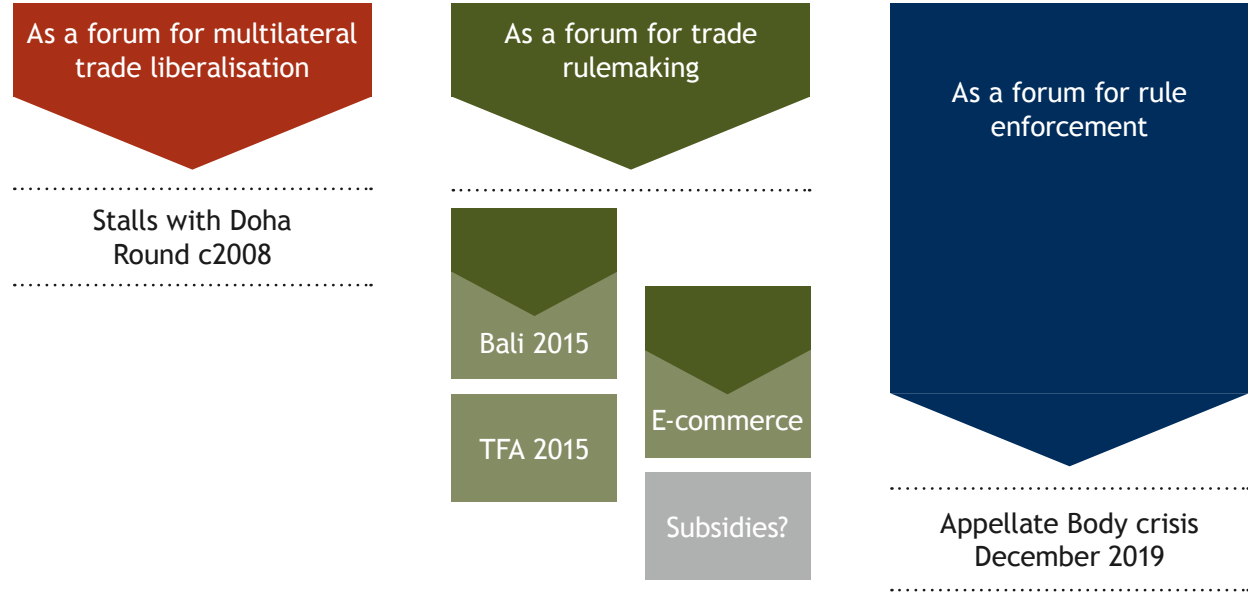 As a forum for multilateral
trade liberalisation
Stalls with Doha
Round c2008
As a forum for trade
rulemaking
Bali 2015
TFA 2015
E-commerce
Subsidies?
As a forum for rule
enforcement
Appellate Body crisis
December 2019